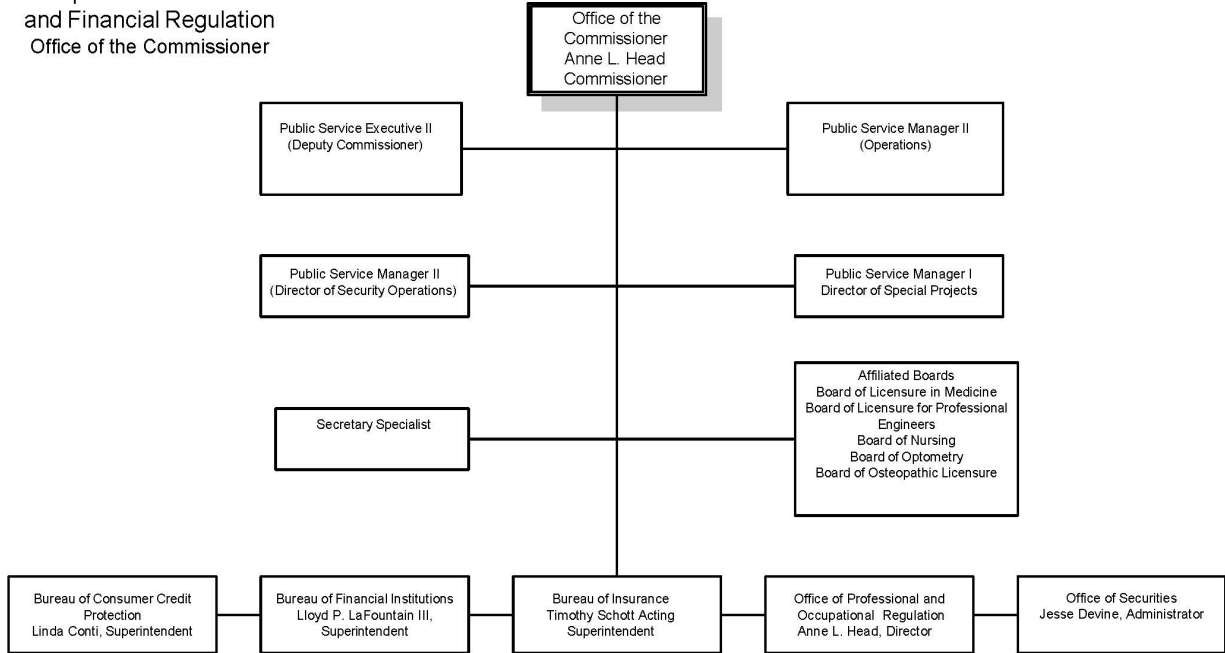 and Financial Regulation
Office of the Commissioner
Office of the
Commissioner
Anne L. Head
Commissioner
Public Service Executive II
(Deputy Commissioner)
Public Service Manager II
(Operations)
Public Service Manager II
(Director of Security Operations)
Public Service Manager I
Director of Special Projects
Secretary Specialist
Affiliated Boards
Board of Licensure in Medicine
Board of Licensure for Professional
Engineers
Board of Nursing
Board of Optometry
Board of Osteopathic Licensure
Bureau of Consumer Credit
Protection
Linda Conti, Superintendent
Bureau of Financial Institutions
Lloyd P. LaFountain III,
Superintendent
Bureau of Insurance
Timothy Schott Acting
Superintendent
Office of Professional and
Occupational Regulation
Anne L. Head, Director
Office of Securities
Jesse Devine, Administrator